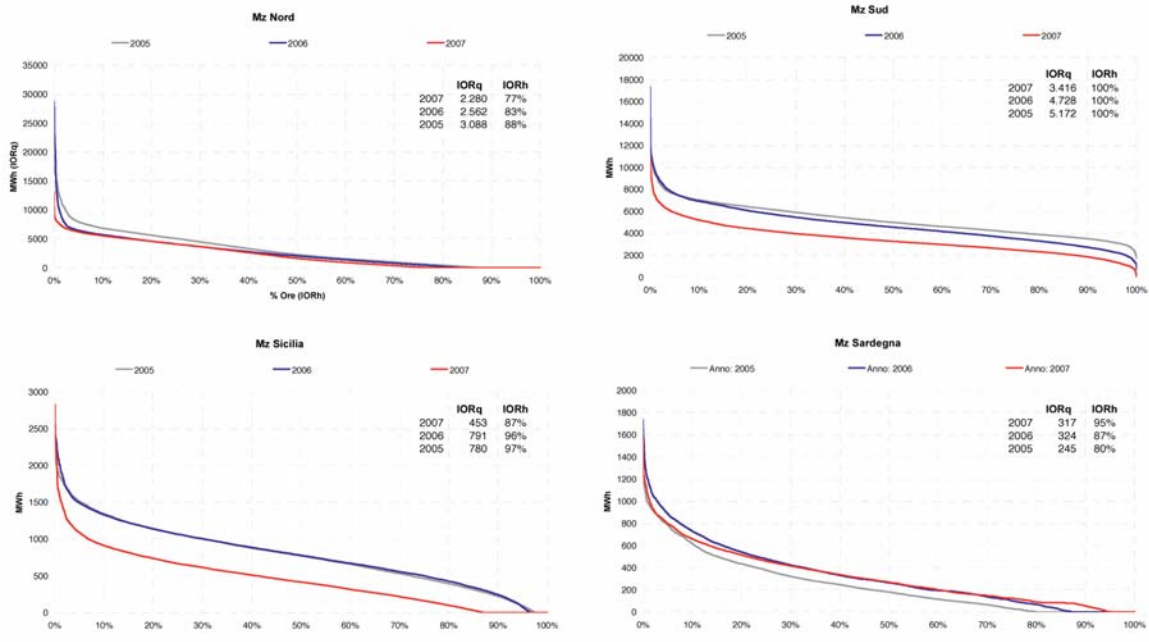 Mz Nord
2005 2006 2007
35000
30000
25000
20000
15000
10000
5000
0
MWh (IORq)
IORq IORh
2007 2.280 77%
2006 2.562 83%
2005 3.088 88%
0% 10% 20% 30% 40% 50% 60% 70% 80% 90% 100%
% Ore (IORh)
Mz Sud
2005 2006 2007
20000
18000
16000
14000
12000
10000
8000
6000
4000
2000
0
MWh
IORq IORh
2007 3.416 100%
2006 4.728 100%
2005 5.172 100%
0% 10% 20% 30% 40% 50% 60% 70% 80% 90% 100%
Mz Sicilia
2005 2006 2007
3000
2500
2000
1500
1000
500
0
MWh
IORq IORh
2007 453 87%
2006 791 96%
2005 780 97%
0% 10% 20% 30% 40% 50% 60% 70% 80% 90% 100%
Mz Sardegna
Anno: 2005 Anno: 2006 Anno: 2007
2000
1800
1600
1400
1200
1000
800
600
400
200
0
MWh
IORq IORh
2007 317 95%
2006 324 87%
2005 245 80%
0% 10% 20% 30% 40% 50% 60% 70% 80% 90% 100%